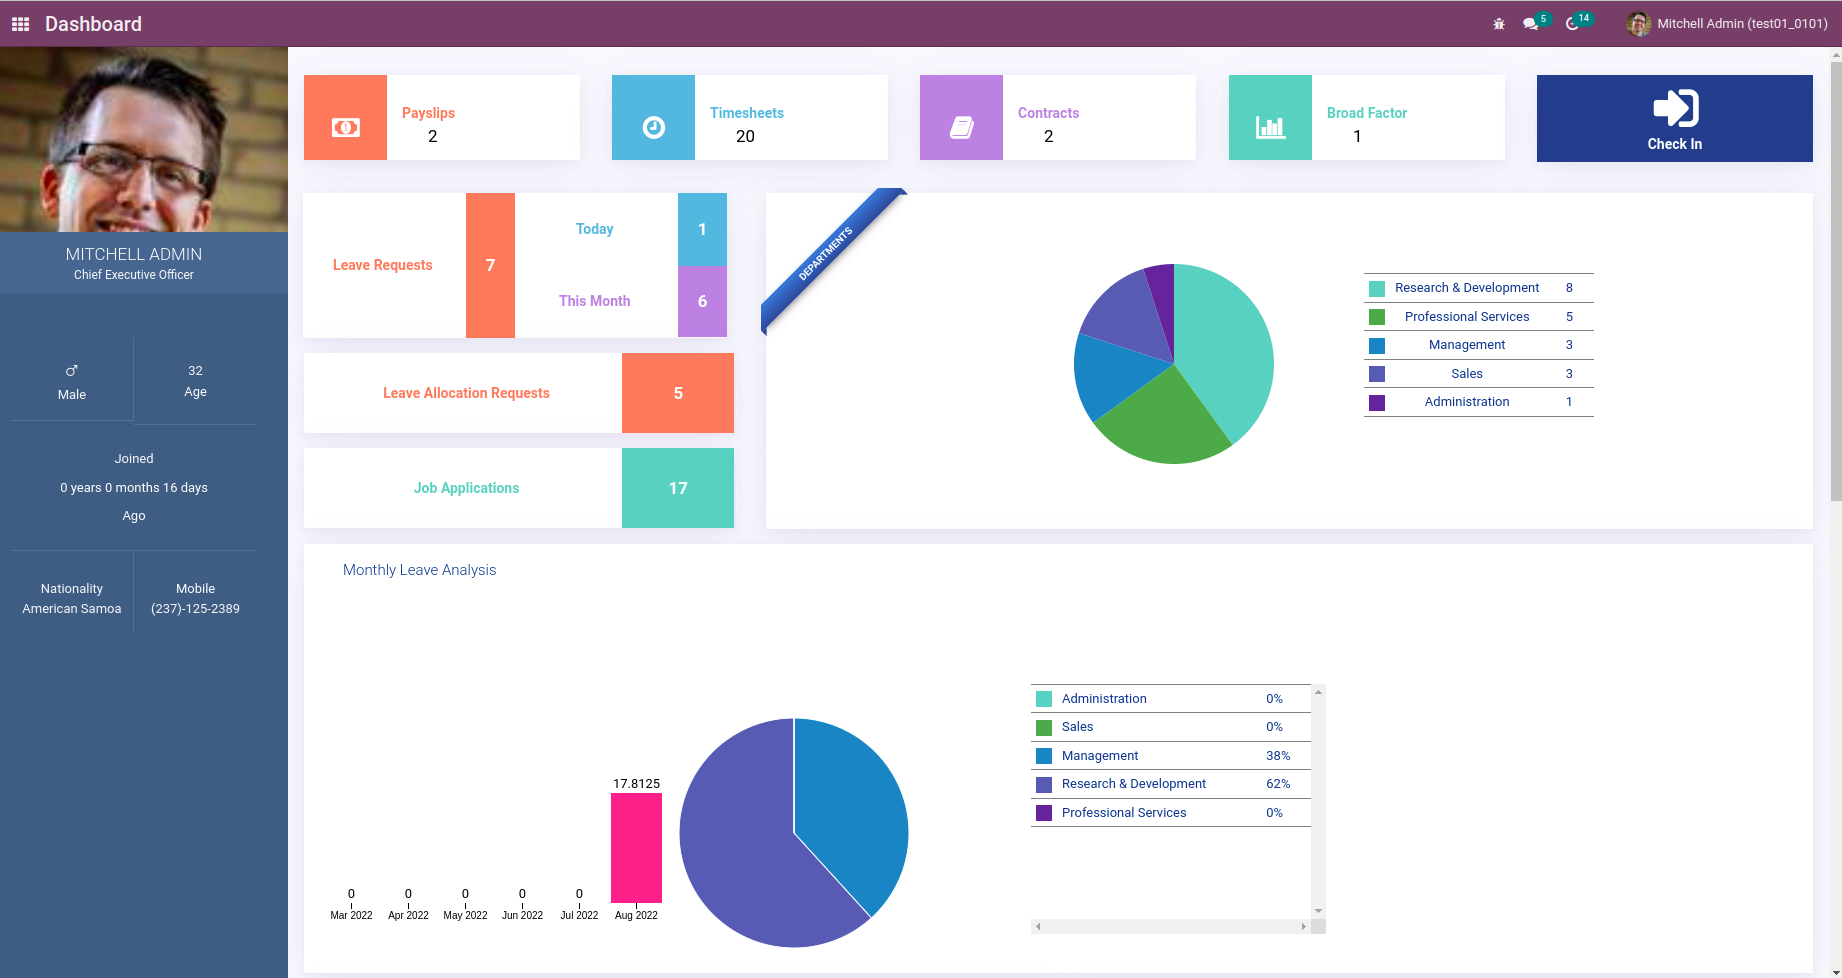 Dashboard
5
14
Mitchell Admin (test01_0101)
MITCHELL ADMIN
Chief Executive Officer
Male
32
Age
Joined
0 years 0 months 16 days
Ago
Nationality
American Samoa
Mobile
(237)-125-2389
Payslips
2
Timesheets
20
Contracts
2
Broad Factor
1
Check In
Leave Requests
7
Today
1
This Month
6
Leave Allocation Requests
5
Job Applications
17
DEPARTMENTS
Research & Development 8
Professional Services 5
Management 3
Sales 3
Administration 1
Monthly Leave Analysis
17.8125
0 0 0 0 0
Mar 2022 Apr 2022 May 2022 Jun 2022 Jul 2022 Aug 2022
Administration 0%
Sales 0%
Management 38%
Research & Development 62%
Professional Services 0%